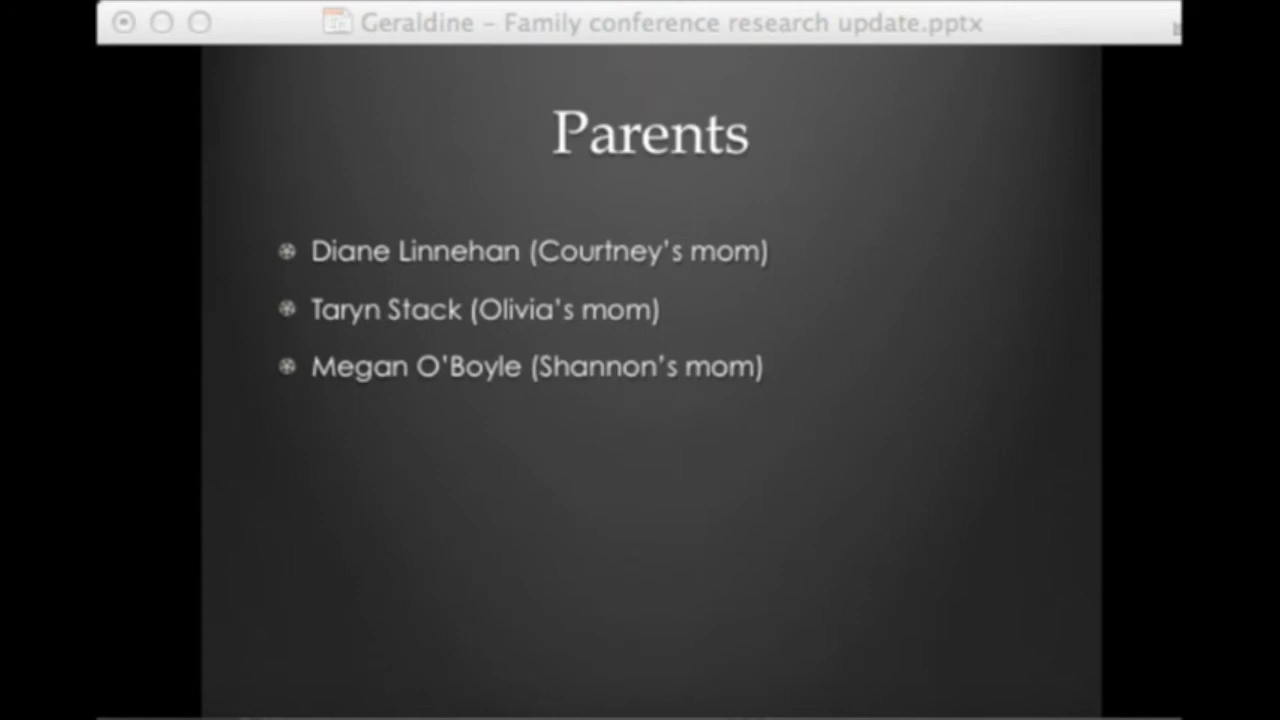 Geraldine – Family conference research update.pptx
Parents
Diane Linnehan (Courtney's mom)
Taryn Stack (Olivia's mom)
Megan O'Boyle (Shannon's mom)